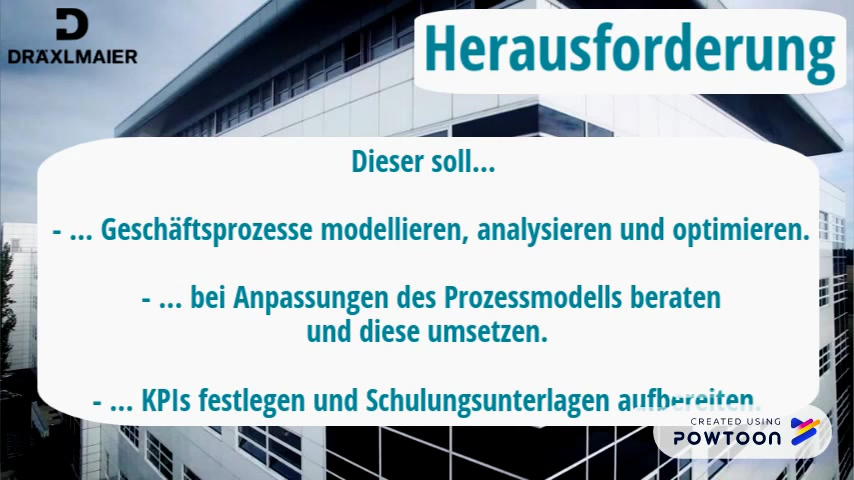 DRÄXLMAIER
Herausforderung
Dieser soll...
- ... Geschäftsprozesse modellieren, analysieren und optimieren.
- ... bei Anpassungen des Prozessmodells beraten
und diese umsetzen.
- ... KPIs festlegen und Schulungsunterlagen aufbereiten.
CREATED USING
POWTOON